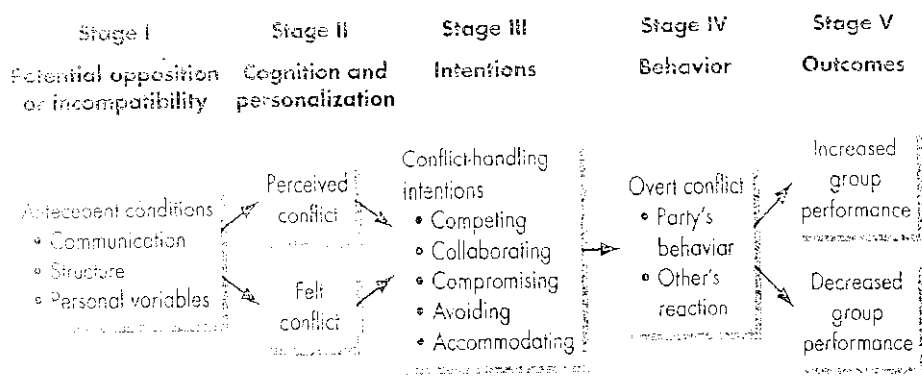 Stage I
Potential opposition
or incompatibility
Antecedent conditions
• Communication
• Structure
• Personal variables
Stage II
Cognition and
personalization
Perceived
conflict
Felt
conflict
Stage III
Intentions
Conflict-handling
intentions
• Competing
• Collaborating
• Compromising
• Avoiding
• Accommodating
Stage IV
Behavior
Overt conflict
• Party's
behavior
• Other's
reaction
Stage V
Outcomes
Increased
group
performance
Decreased
group
performance